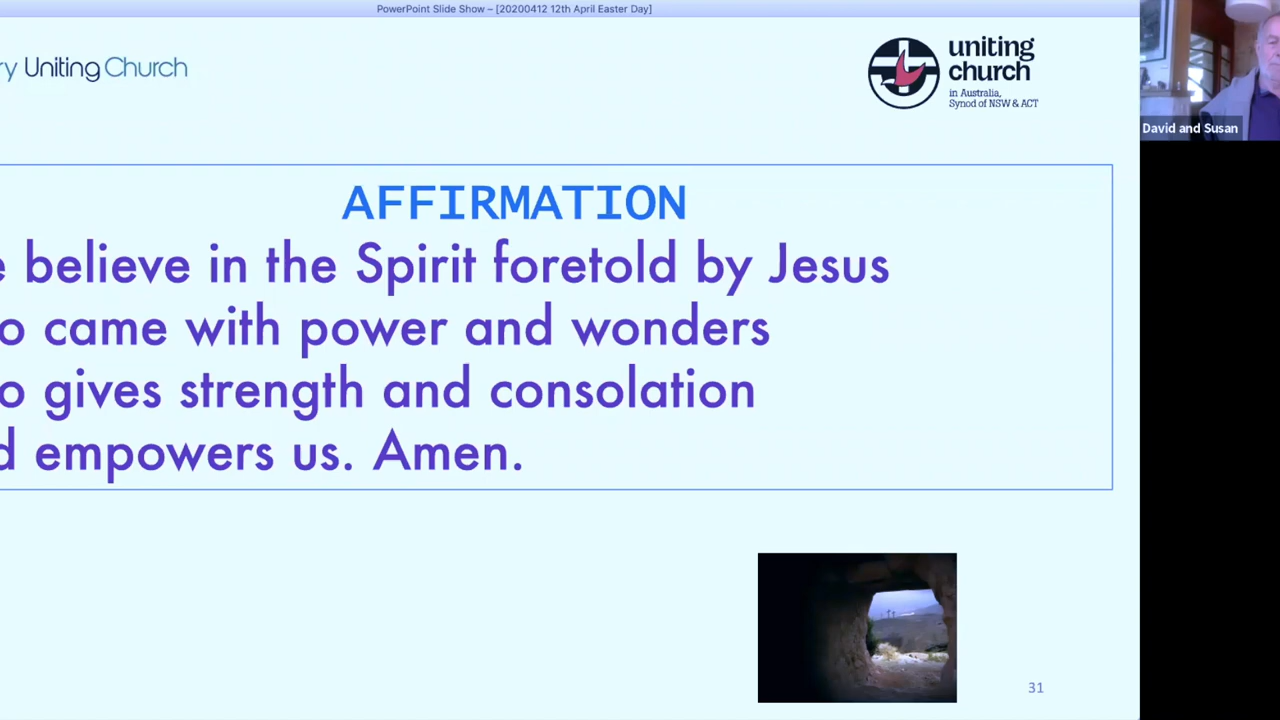 PowerPoint Slide Show – [20200412 12th April Easter Day]
ry Uniting Church
uniting
church
in Australia,
Synod of NSW & ACT
David and Susan
AFFIRMATION
e believe in the Spirit foretold by Jesus
o came with power and wonders
o gives strength and consolation
d empowers us. Amen.
31